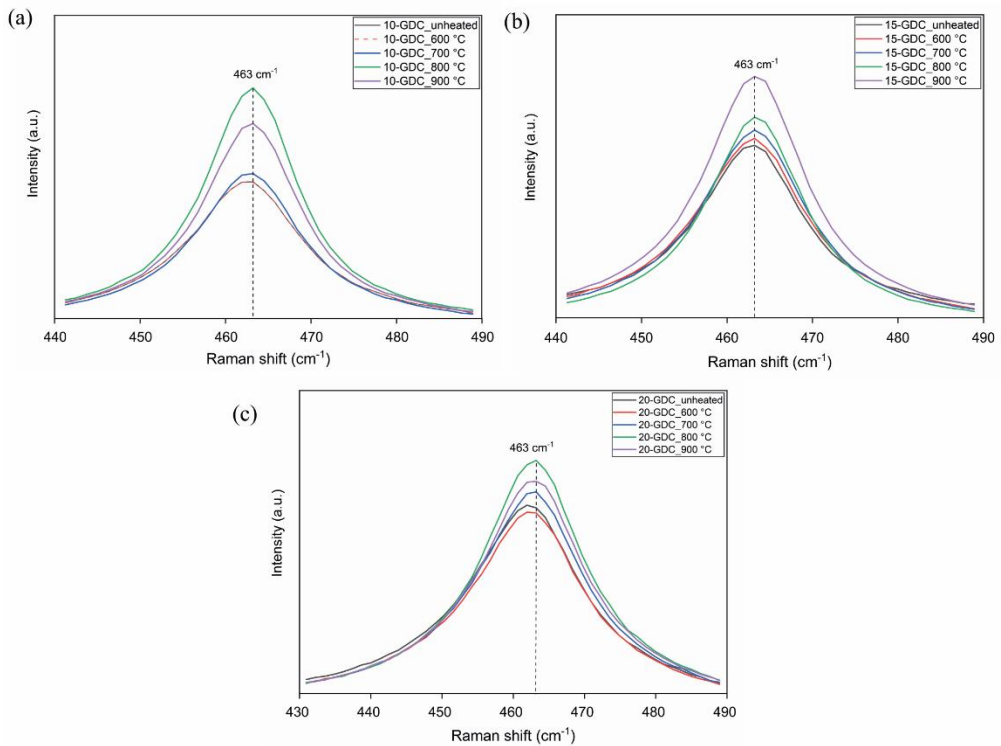 (a)
10-GDC_unheated
10-GDC_600 °C
10-GDC_700 °C
10-GDC_800 °C
10-GDC_900 °C
463 cm⁻¹
Intensity (a.u.)
440 450 460 470 480 490
Raman shift (cm⁻¹)
(b)
15-GDC_unheated
15-GDC_600 °C
15-GDC_700 °C
15-GDC_800 °C
15-GDC_900 °C
463 cm⁻¹
Intensity (a.u.)
440 450 460 470 480 490
Raman shift (cm⁻¹)
(c)
20-GDC_unheated
20-GDC_600 °C
20-GDC_700 °C
20-GDC_800 °C
20-GDC_900 °C
463 cm⁻¹
Intensity (a.u.)
430 440 450 460 470 480 490
Raman shift (cm⁻¹)